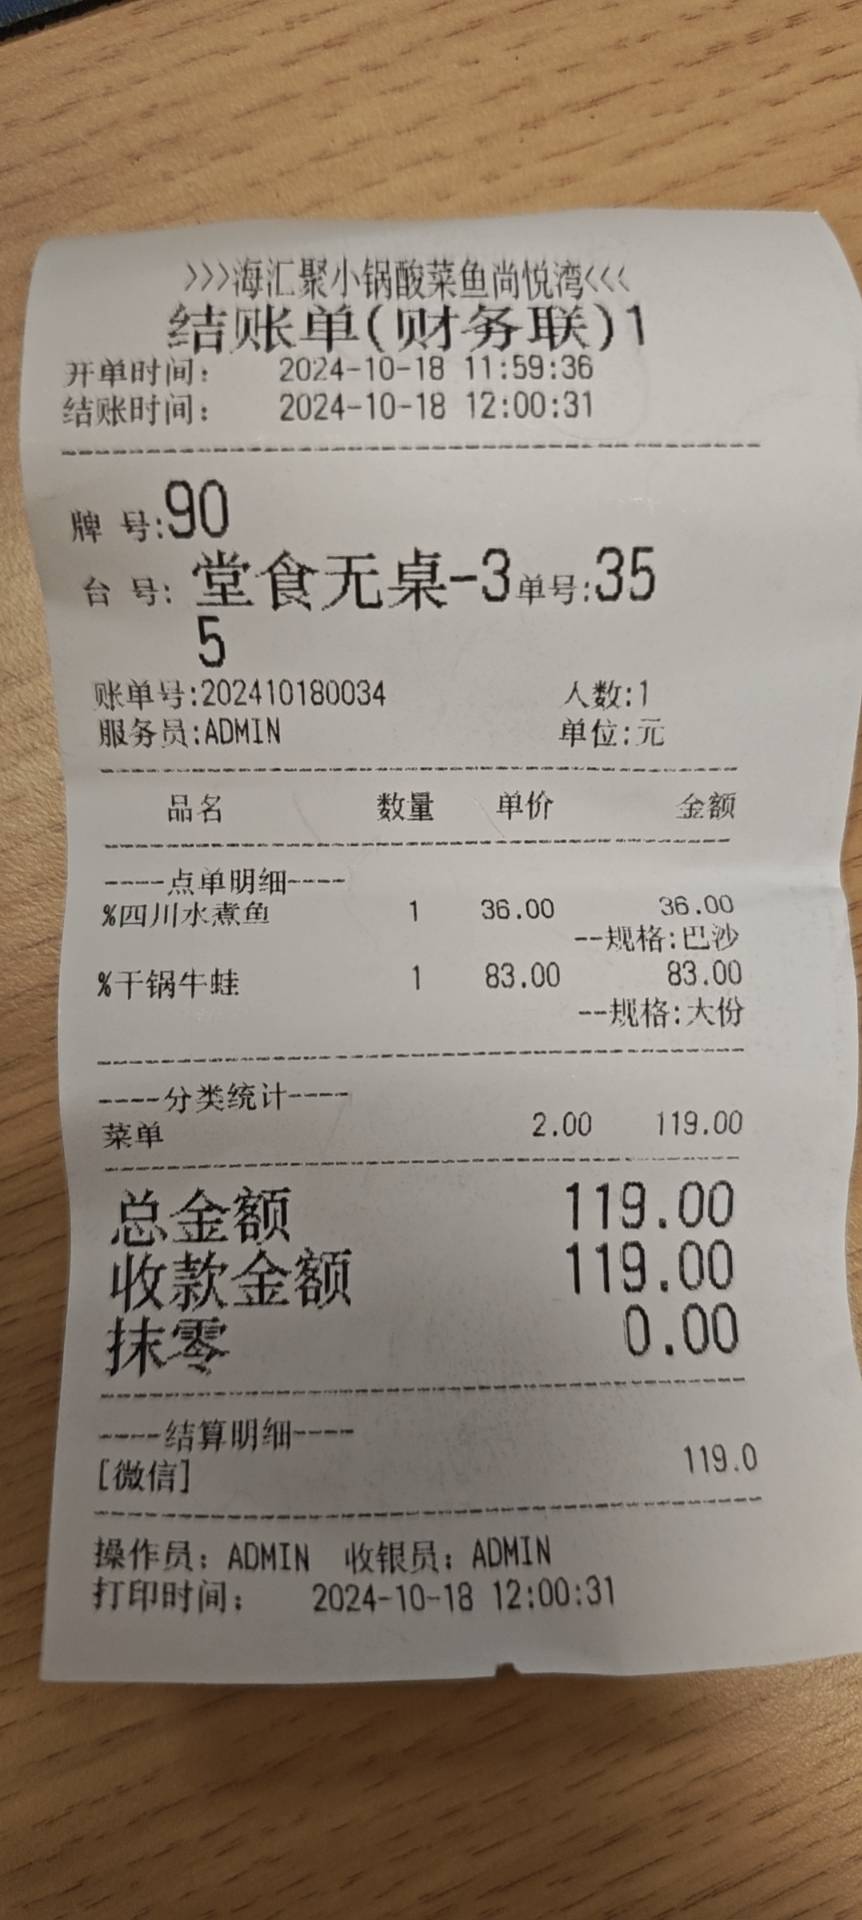 >>>海汇聚小锅酸菜鱼尚悦湾<<<
结账单(财务联)1
开单时间: 2024-10-18 11:59:36
结账时间: 2024-10-18 12:00:31
牌 号:90
台 号: 堂食无桌-3单号:35
5
账单号:202410180034 人数:1
服务员:ADMIN 单位:元
品名 数量 单价 金额
----点单明细----
%四川水煮鱼 1 36.00 36.00
--规格:巴沙
%干锅牛蛙 1 83.00 83.00
--规格:大份
----分类统计----
菜单 2.00 119.00
总金额 119.00
收款金额 119.00
抹零 0.00
----结算明细----
[微信] 119.0
操作员: ADMIN 收银员: ADMIN
打印时间: 2024-10-18 12:00:31